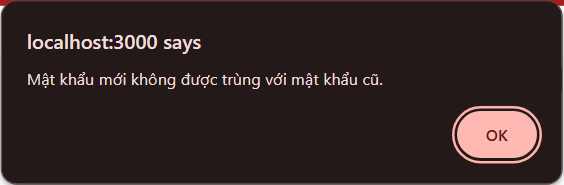 localhost:3000 says
Mật khẩu mới không được trùng với mật khẩu cũ.
OK